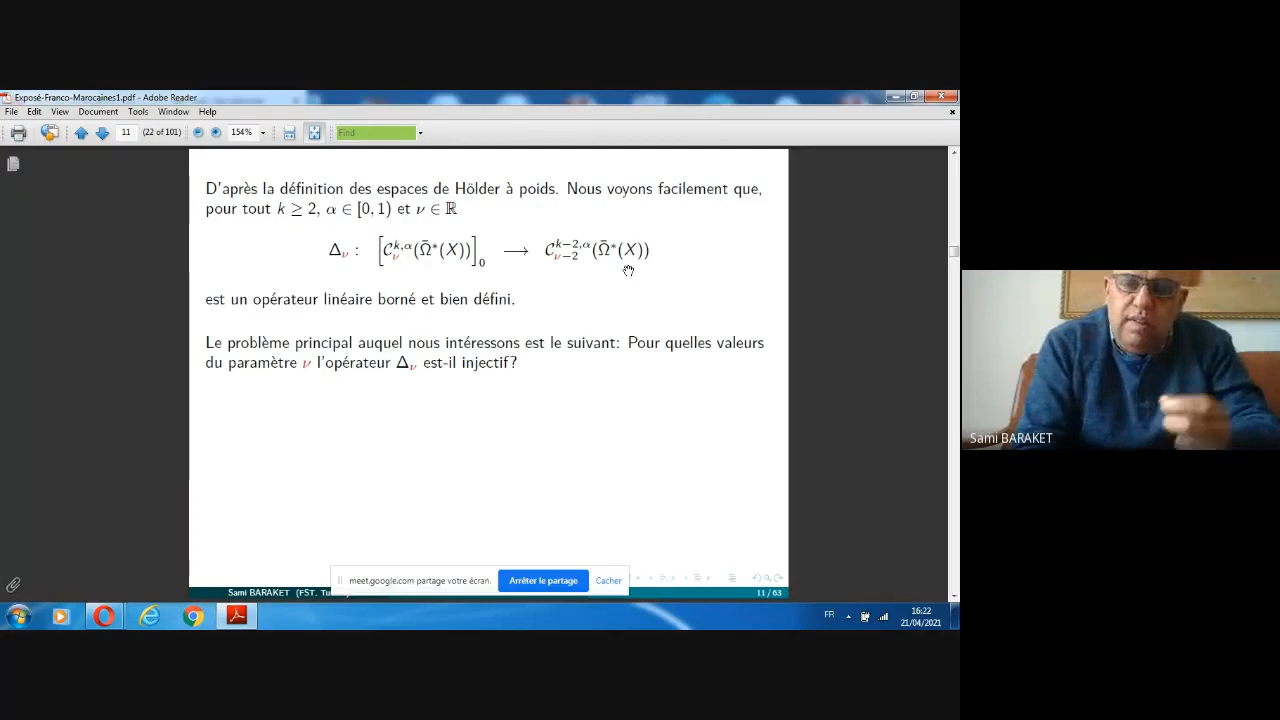 Exposé-Franco-Marocaines1.pdf - Adobe Reader
File Edit View Document Tools Window Help
11 (22 of 101) 154% Find
D'après la définition des espaces de Hölder à poids. Nous voyons facilement que,
pour tout k ≥ 2, α ∈ [0, 1) et ν ∈ ℝ
Δ_ν : [𝒞^{k,α}_ν(Ω̄*(X))]_0 ⟶ 𝒞^{k−2,α}_{ν−2}(Ω̄*(X))
est un opérateur linéaire borné et bien défini.
Le problème principal auquel nous intéressons est le suivant: Pour quelles valeurs
du paramètre ν l'opérateur Δ_ν est-il injectif?
Sami BARAKET
meet.google.com partage votre écran. Arrêter le partage Cacher
Sami BARAKET (FST. 11 / 63
FR 16:22
21/04/2021